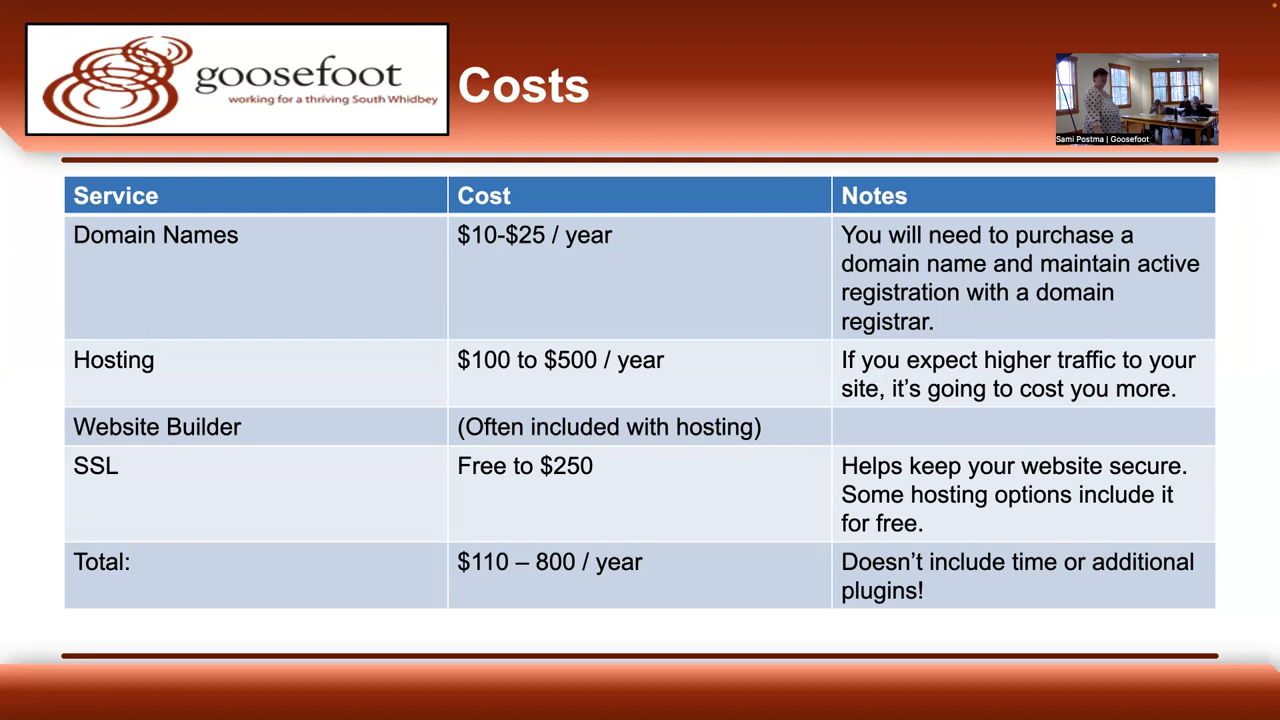 goosefoot
working for a thriving South Whidbey
Costs
Sami Postma | Goosefoot
Service Cost Notes
Domain Names $10-$25 / year You will need to purchase a
domain name and maintain active
registration with a domain
registrar.
Hosting $100 to $500 / year If you expect higher traffic to your
site, it’s going to cost you more.
Website Builder (Often included with hosting)
SSL Free to $250 Helps keep your website secure.
Some hosting options include it
for free.
Total: $110 – 800 / year Doesn’t include time or additional
plugins!